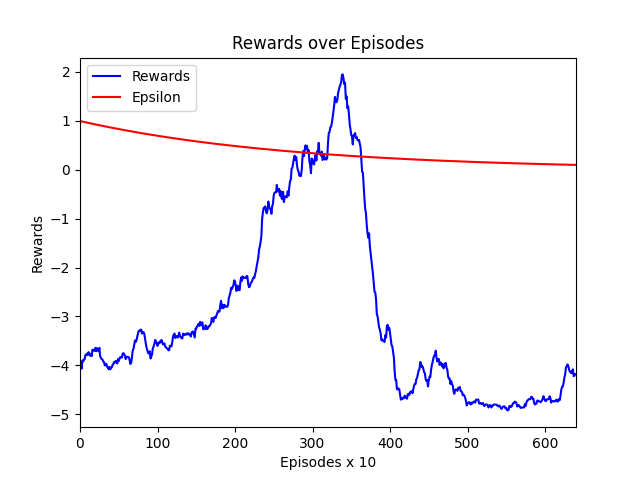 Rewards over Episodes
Rewards
Epsilon
2
1
0
−1
−2
−3
−4
−5
Rewards
0 100 200 300 400 500 600
Episodes x 10